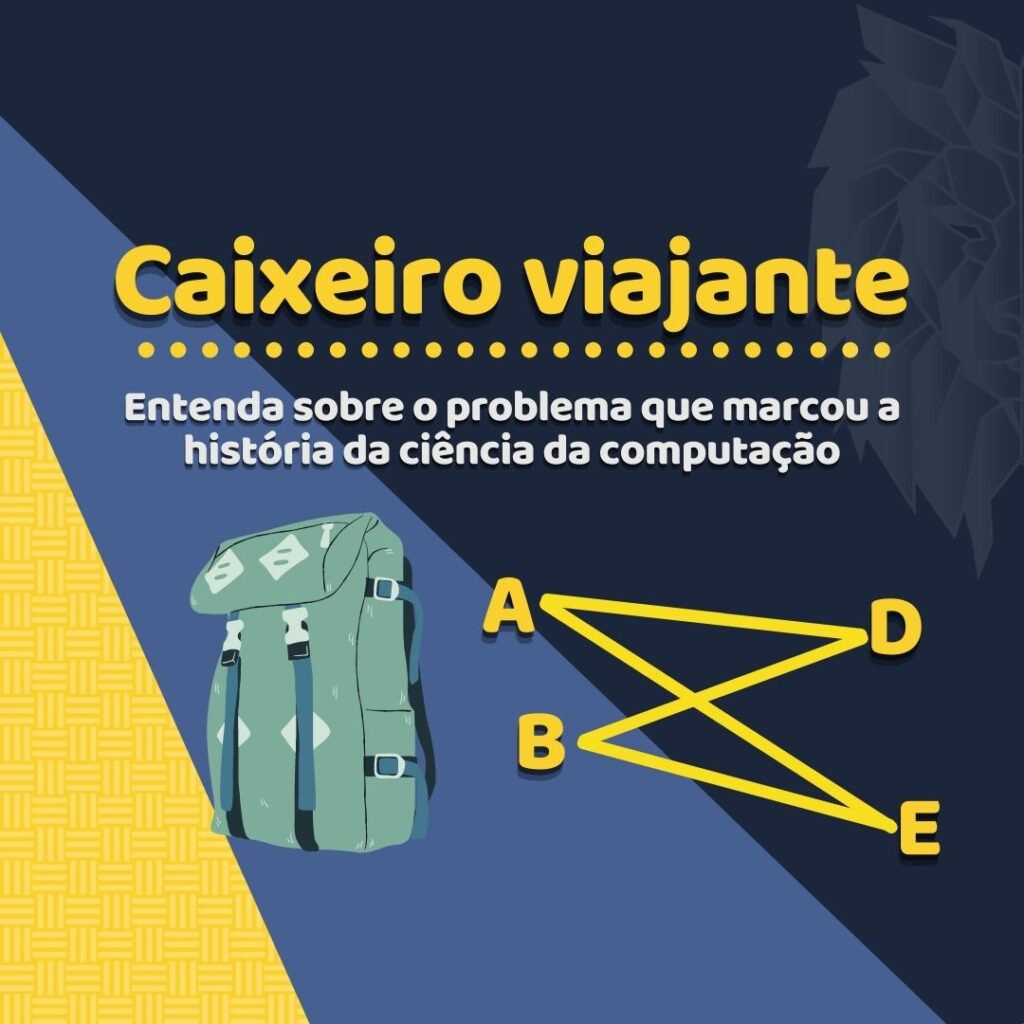 Caixeiro viajante
Entenda sobre o problema que marcou a
história da ciência da computação
A
D
B
E